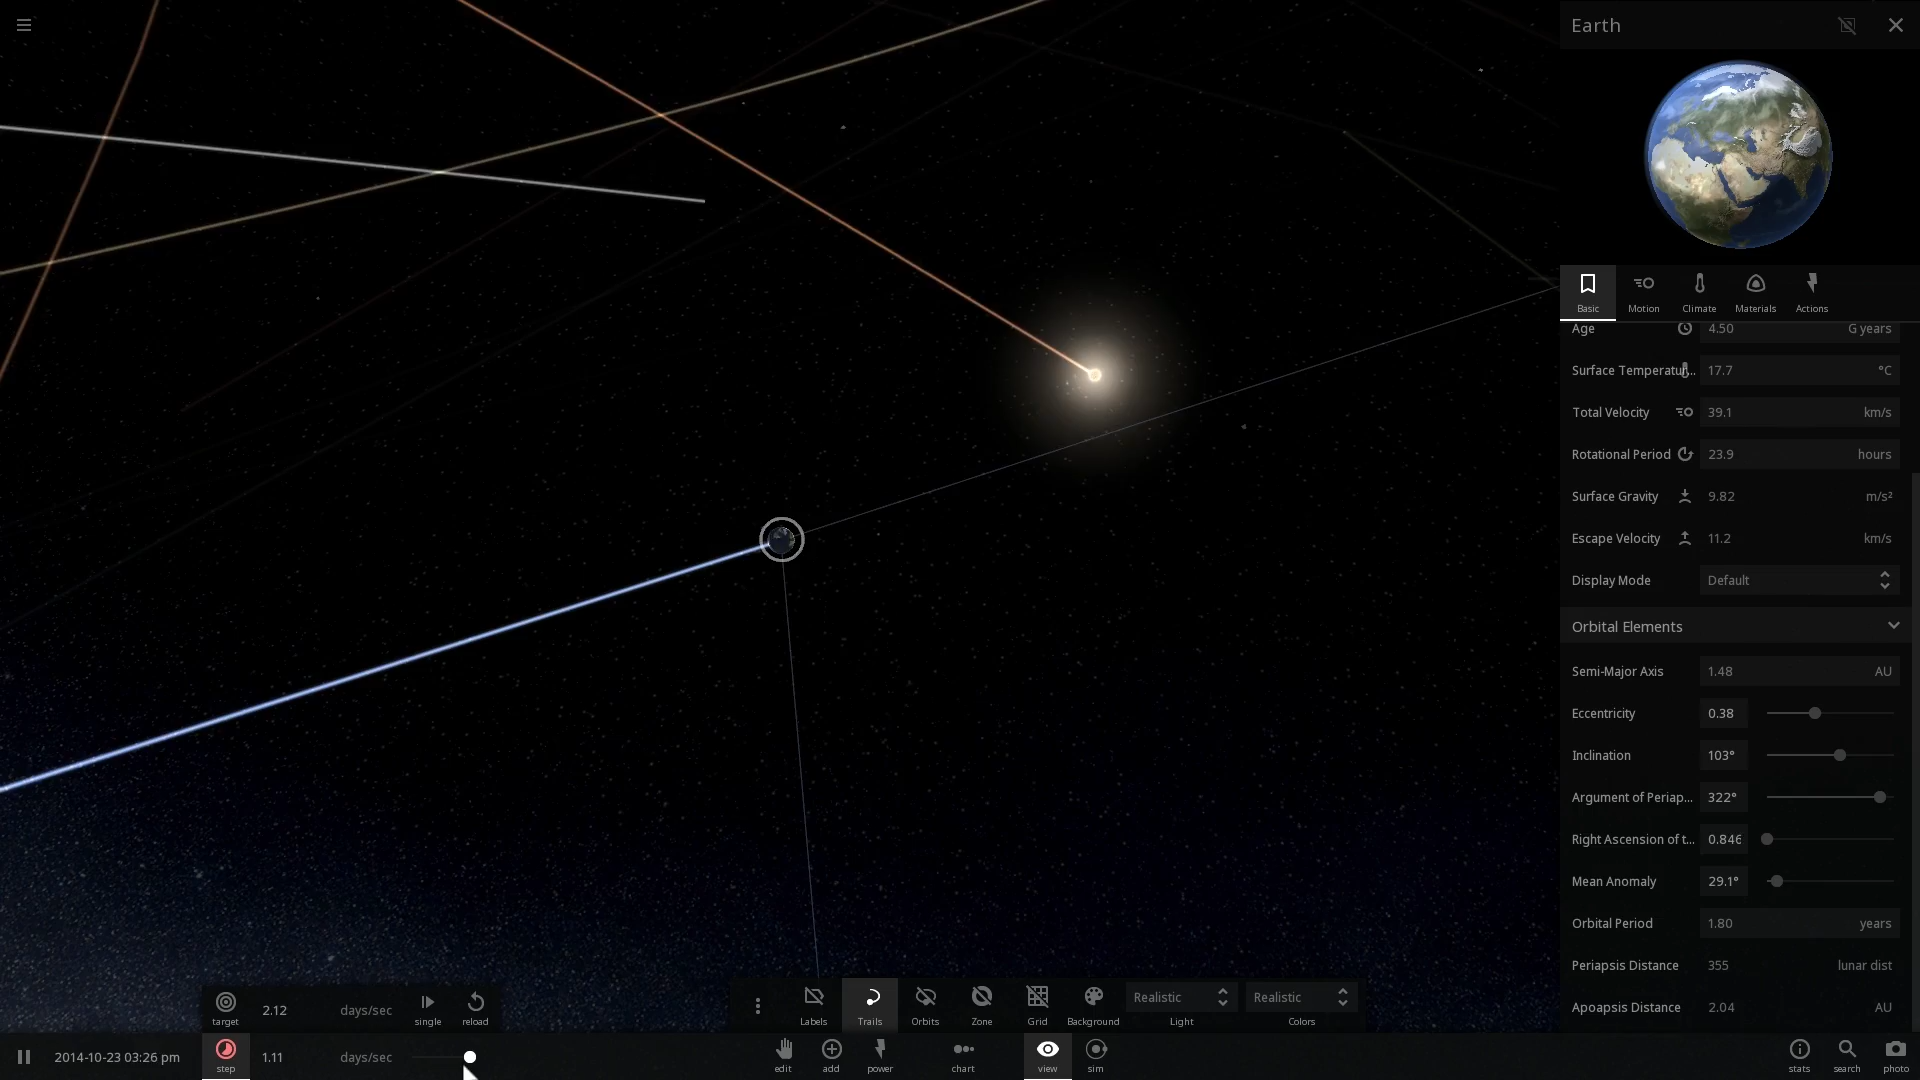 Earth
Basic
Motion
Climate
Materials
Actions
Age 4.50 G years
Surface Temperatur... 17.7 °C
Total Velocity 39.1 km/s
Rotational Period 23.9 hours
Surface Gravity 9.82 m/s²
Escape Velocity 11.2 km/s
Display Mode Default
Orbital Elements
Semi-Major Axis 1.48 AU
Eccentricity 0.38
Inclination 103°
Argument of Periap... 322°
Right Ascension of t... 0.846
Mean Anomaly 29.1°
Orbital Period 1.80 years
Periapsis Distance 355 lunar dist
Apoapsis Distance 2.04 AU
target 2.12 days/sec single reload
Labels Trails Orbits Zone Grid Background Realistic Light Realistic Colors
2014-10-23 03:26 pm step 1.11 days/sec
edit add power chart view sim
stats search photo